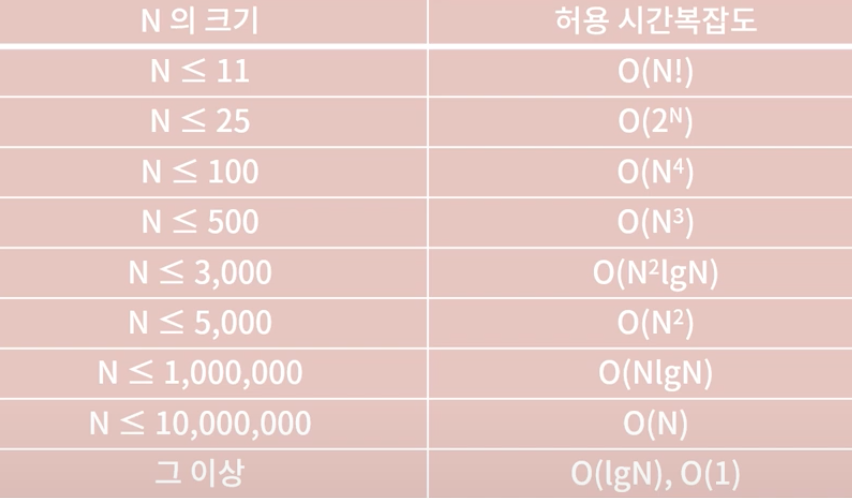 N 의 크기 허용 시간복잡도
N ≤ 11 O(N!)
N ≤ 25 O(2ᴺ)
N ≤ 100 O(N⁴)
N ≤ 500 O(N³)
N ≤ 3,000 O(N²lgN)
N ≤ 5,000 O(N²)
N ≤ 1,000,000 O(NlgN)
N ≤ 10,000,000 O(N)
그 이상 O(lgN), O(1)